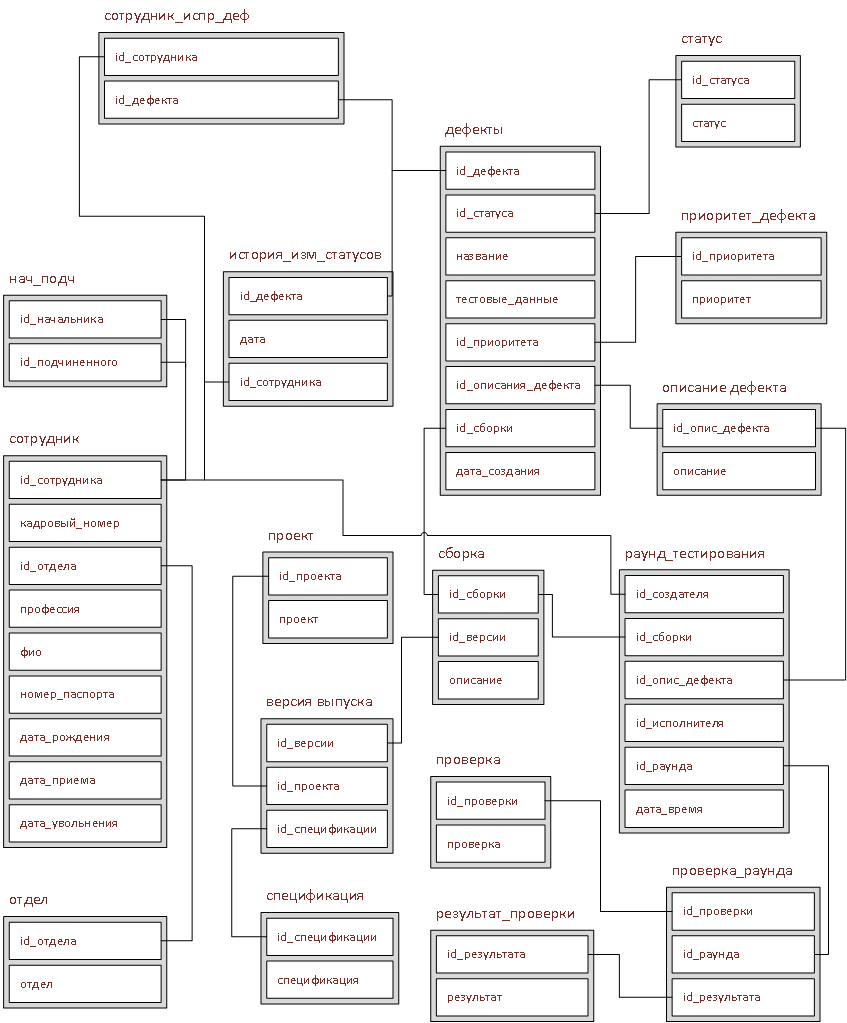 сотрудник_испр_деф
id_сотрудника
id_дефекта
статус
id_статуса
статус
дефекты
id_дефекта
id_статуса
название
тестовые_данные
id_приоритета
id_описания_дефекта
id_сборки
дата_создания
приоритет_дефекта
id_приоритета
приоритет
история_изм_статусов
id_дефекта
дата
id_сотрудника
нач_подч
id_начальника
id_подчиненного
описание дефекта
id_опис_дефекта
описание
сотрудник
id_сотрудника
кадровый_номер
id_отдела
профессия
фио
номер_паспорта
дата_рождения
дата_приема
дата_увольнения
проект
id_проекта
проект
сборка
id_сборки
id_версии
описание
раунд_тестирования
id_создателя
id_сборки
id_опис_дефекта
id_исполнителя
id_раунда
дата_время
версия выпуска
id_версии
id_проекта
id_спецификации
проверка
id_проверки
проверка
проверка_раунда
id_проверки
id_раунда
id_результата
отдел
id_отдела
отдел
спецификация
id_спецификации
спецификация
результат_проверки
id_результата
результат